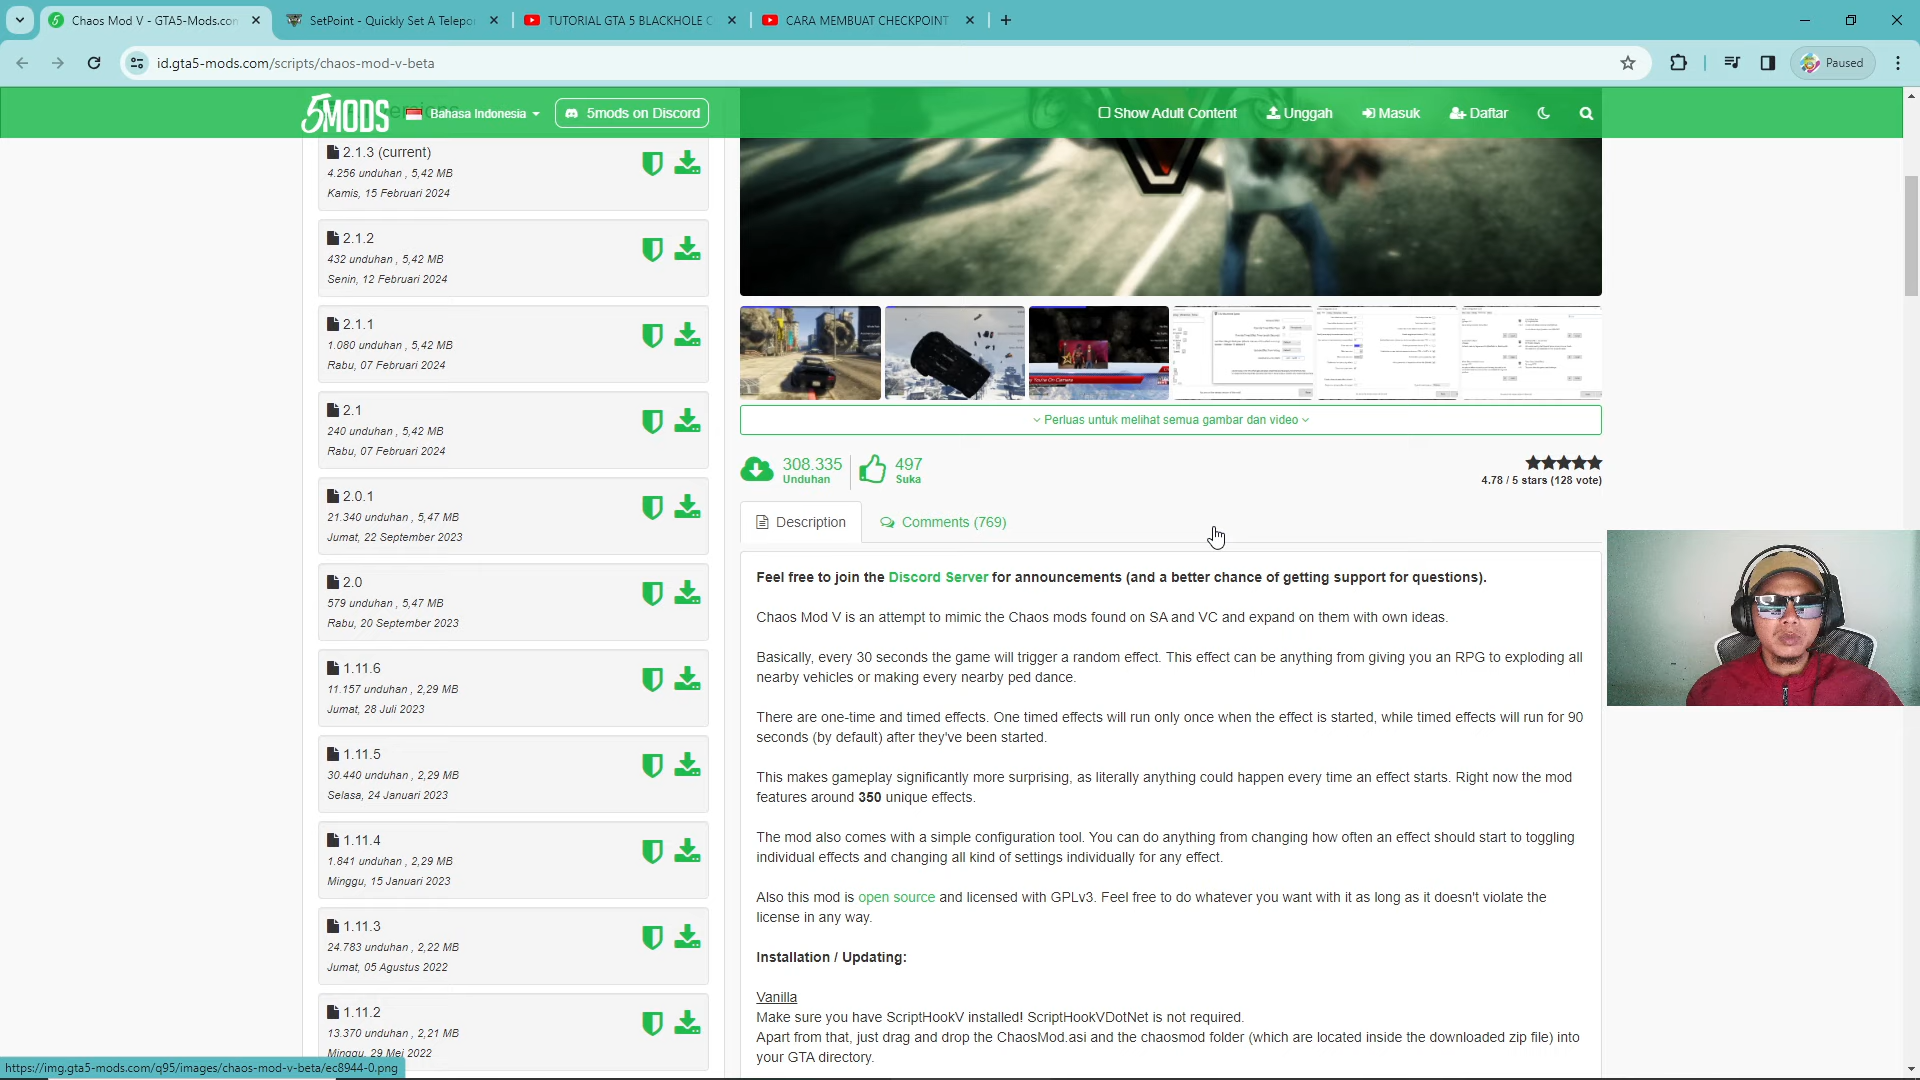 Chaos Mod V - GTA5-Mods.con
SetPoint - Quickly Set A Telepo
TUTORIAL GTA 5 BLACKHOLE C
CARA MEMBUAT CHECKPOINT
id.gta5-mods.com/scripts/chaos-mod-v-beta
Paused
5MODS
Bahasa Indonesia
5mods on Discord
Show Adult Content
Unggah
Masuk
Daftar
2.1.3 (current)
4.256 unduhan , 5,42 MB
Kamis, 15 Februari 2024
2.1.2
432 unduhan , 5,42 MB
Senin, 12 Februari 2024
2.1.1
1.080 unduhan , 5,42 MB
Rabu, 07 Februari 2024
2.1
240 unduhan , 5,42 MB
Rabu, 07 Februari 2024
2.0.1
21.340 unduhan , 5,47 MB
Jumat, 22 September 2023
2.0
579 unduhan , 5,47 MB
Rabu, 20 September 2023
1.11.6
11.157 unduhan , 2,29 MB
Jumat, 28 Juli 2023
1.11.5
30.440 unduhan , 2,29 MB
Selasa, 24 Januari 2023
1.11.4
1.841 unduhan , 2,29 MB
Minggu, 15 Januari 2023
1.11.3
24.783 unduhan , 2,22 MB
Jumat, 05 Agustus 2022
1.11.2
13.370 unduhan , 2,21 MB
Minggu, 29 Mei 2022
Perluas untuk melihat semua gambar dan video
308.335
Unduhan
497
Suka
4.78 / 5 stars (128 vote)
Description
Comments (769)
Feel free to join the Discord Server for announcements (and a better chance of getting support for questions).
Chaos Mod V is an attempt to mimic the Chaos mods found on SA and VC and expand on them with own ideas.
Basically, every 30 seconds the game will trigger a random effect. This effect can be anything from giving you an RPG to exploding all
nearby vehicles or making every nearby ped dance.
There are one-time and timed effects. One timed effects will run only once when the effect is started, while timed effects will run for 90
seconds (by default) after they've been started.
This makes gameplay significantly more surprising, as literally anything could happen every time an effect starts. Right now the mod
features around 350 unique effects.
The mod also comes with a simple configuration tool. You can do anything from changing how often an effect should start to toggling
individual effects and changing all kind of settings individually for any effect.
Also this mod is open source and licensed with GPLv3. Feel free to do whatever you want with it as long as it doesn't violate the
license in any way.
Installation / Updating:
Vanilla
Make sure you have ScriptHookV installed! ScriptHookVDotNet is not required.
Apart from that, just drag and drop the ChaosMod.asi and the chaosmod folder (which are located inside the downloaded zip file) into
your GTA directory.
https://img.gta5-mods.com/q95/images/chaos-mod-v-beta/ec8944-0.png